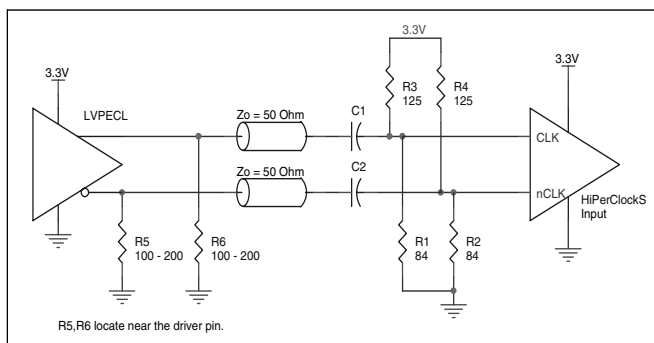 3.3V
3.3V
3.3V
LVPECL
R3
125
R4
125
Zo = 50 Ohm
C1
CLK
Zo = 50 Ohm
C2
nCLK
HiPerClockS
Input
R5
100 - 200
R6
100 - 200
R1
84
R2
84
R5,R6 locate near the driver pin.